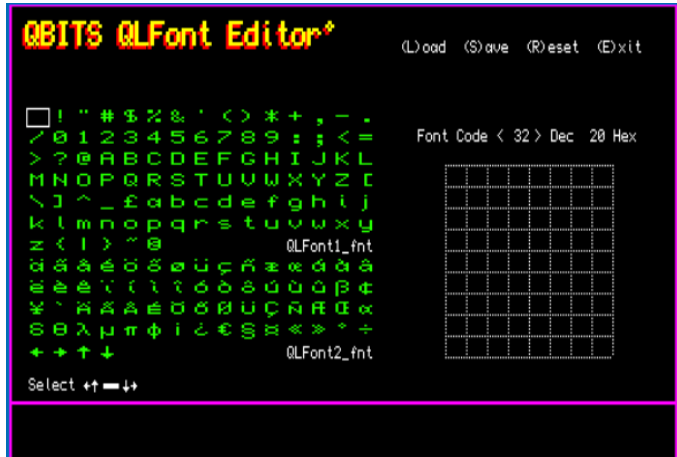 QBITS QLFont Editor°
(L)oad (S)ave (R)eset (E)xit
! " # $ % & ' ( ) * + , - .
/ 0 1 2 3 4 5 6 7 8 9 : ; < =
Font Code < 32 > Dec 20 Hex
> ? @ A B C D E F G H I J K L
M N O P Q R S T U V W X Y Z [
\ ] ^ _ £ a b c d e f g h i j
k l m n o p q r s t u v w x y
z { | } ~ © QLFont1_fnt
ä ã å é ö õ ø ü ç ñ æ œ á à â
ë è ê ï í ì î ó ò ô ú ù û ß ¢
¥ ` Ä Ã Å É Ö Õ Ø Ü Ç Ñ Æ Œ α
θ λ μ π φ ¡ ¿ € § ¤ « » ° ÷
← → ↑ ↓ QLFont2_fnt
Select ←↑ ↓→